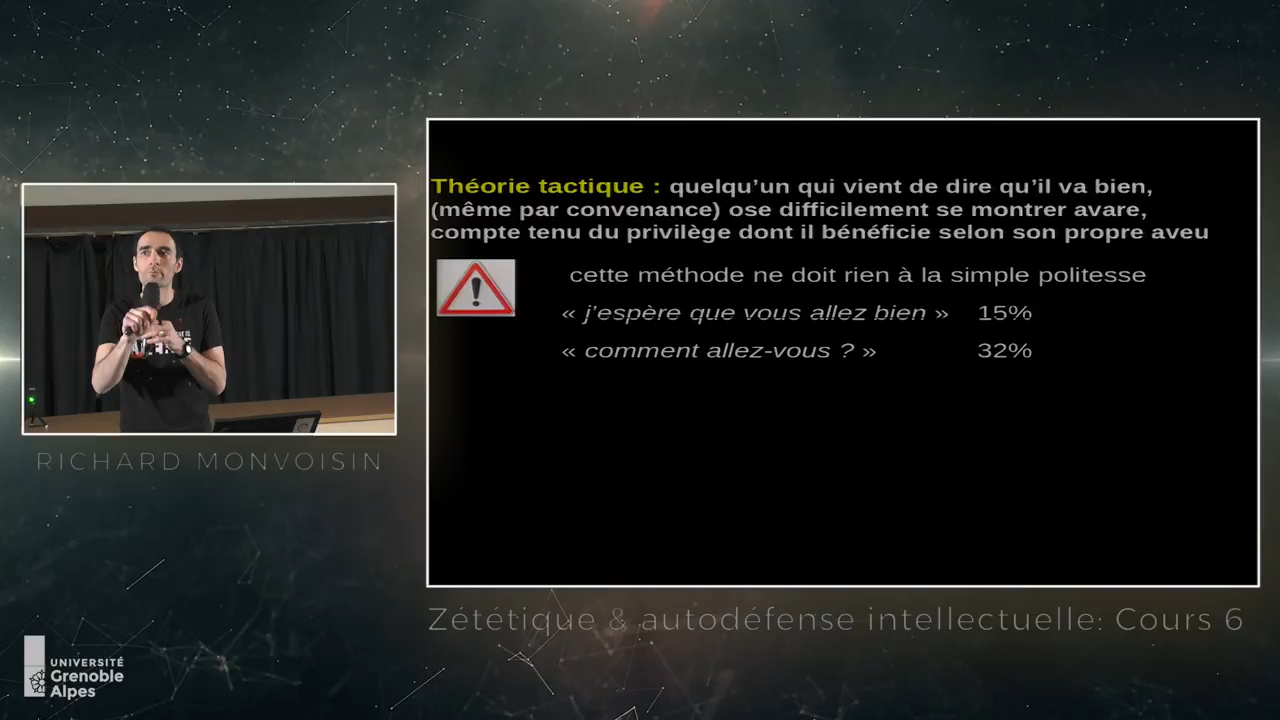 Théorie tactique : quelqu’un qui vient de dire qu’il va bien,
(même par convenance) ose difficilement se montrer avare,
compte tenu du privilège dont il bénéficie selon son propre aveu
cette méthode ne doit rien à la simple politesse
« j’espère que vous allez bien » 15%
« comment allez-vous ? » 32%
RICHARD MONVOISIN
Zététique & autodéfense intellectuelle: Cours 6
UNIVERSITÉ
Grenoble
Alpes